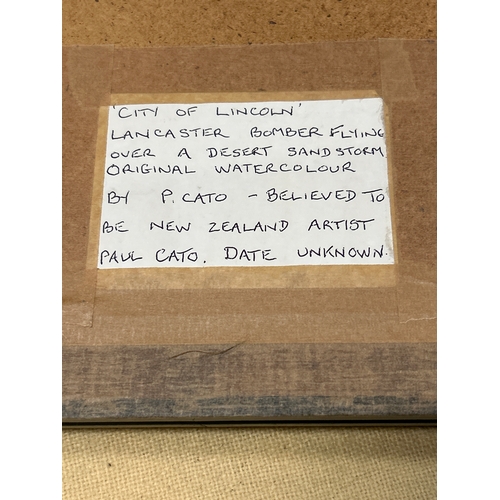 'CITY OF LINCOLN'
LANCASTER BOMBER FLYING
OVER A DESERT SANDSTORM
ORIGINAL WATERCOLOUR
BY P. CATO - BELIEVED TO
BE NEW ZEALAND ARTIST
PAUL CATO. DATE UNKNOWN.